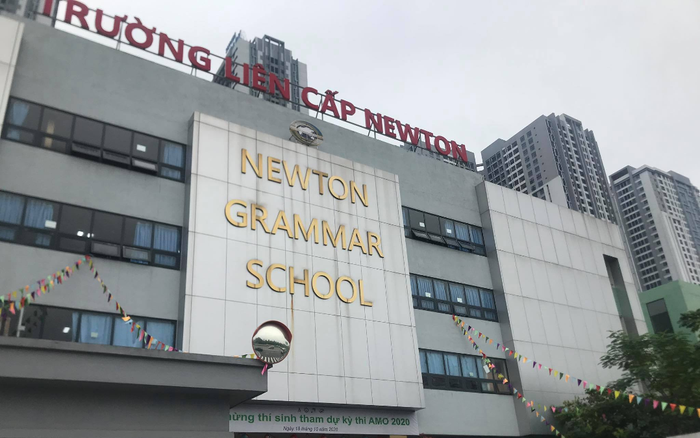 TRƯỜNG LIÊN CẤP NEWTON
NEWTON
GRAMMAR
SCHOOL
thí sinh tham dự kỳ thi AMO 2020